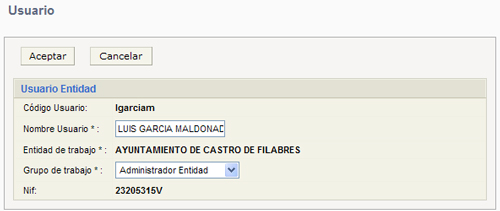 Usuario
Aceptar Cancelar
Usuario Entidad
Código Usuario: lgarciam
Nombre Usuario * : LUIS GARCIA MALDONAD
Entidad de trabajo * : AYUNTAMIENTO DE CASTRO DE FILABRES
Grupo de trabajo * : Administrador Entidad
Nif: 23205315V